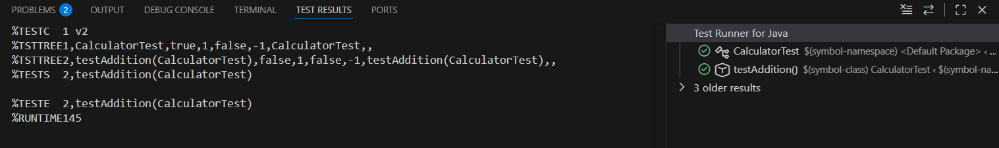 PROBLEMS 2 OUTPUT DEBUG CONSOLE TERMINAL TEST RESULTS PORTS
%TESTC  1 v2
%TSTTREE1,CalculatorTest,true,1,false,-1,CalculatorTest,,
%TSTTREE2,testAddition(CalculatorTest),false,1,false,-1,testAddition(CalculatorTest),,
%TESTS  2,testAddition(CalculatorTest)
%TESTE  2,testAddition(CalculatorTest)
%RUNTIME145
Test Runner for Java
CalculatorTest $(symbol-namespace) <Default Package> ‹ ...
testAddition() $(symbol-class) CalculatorTest ‹ $(symbol-na...
3 older results